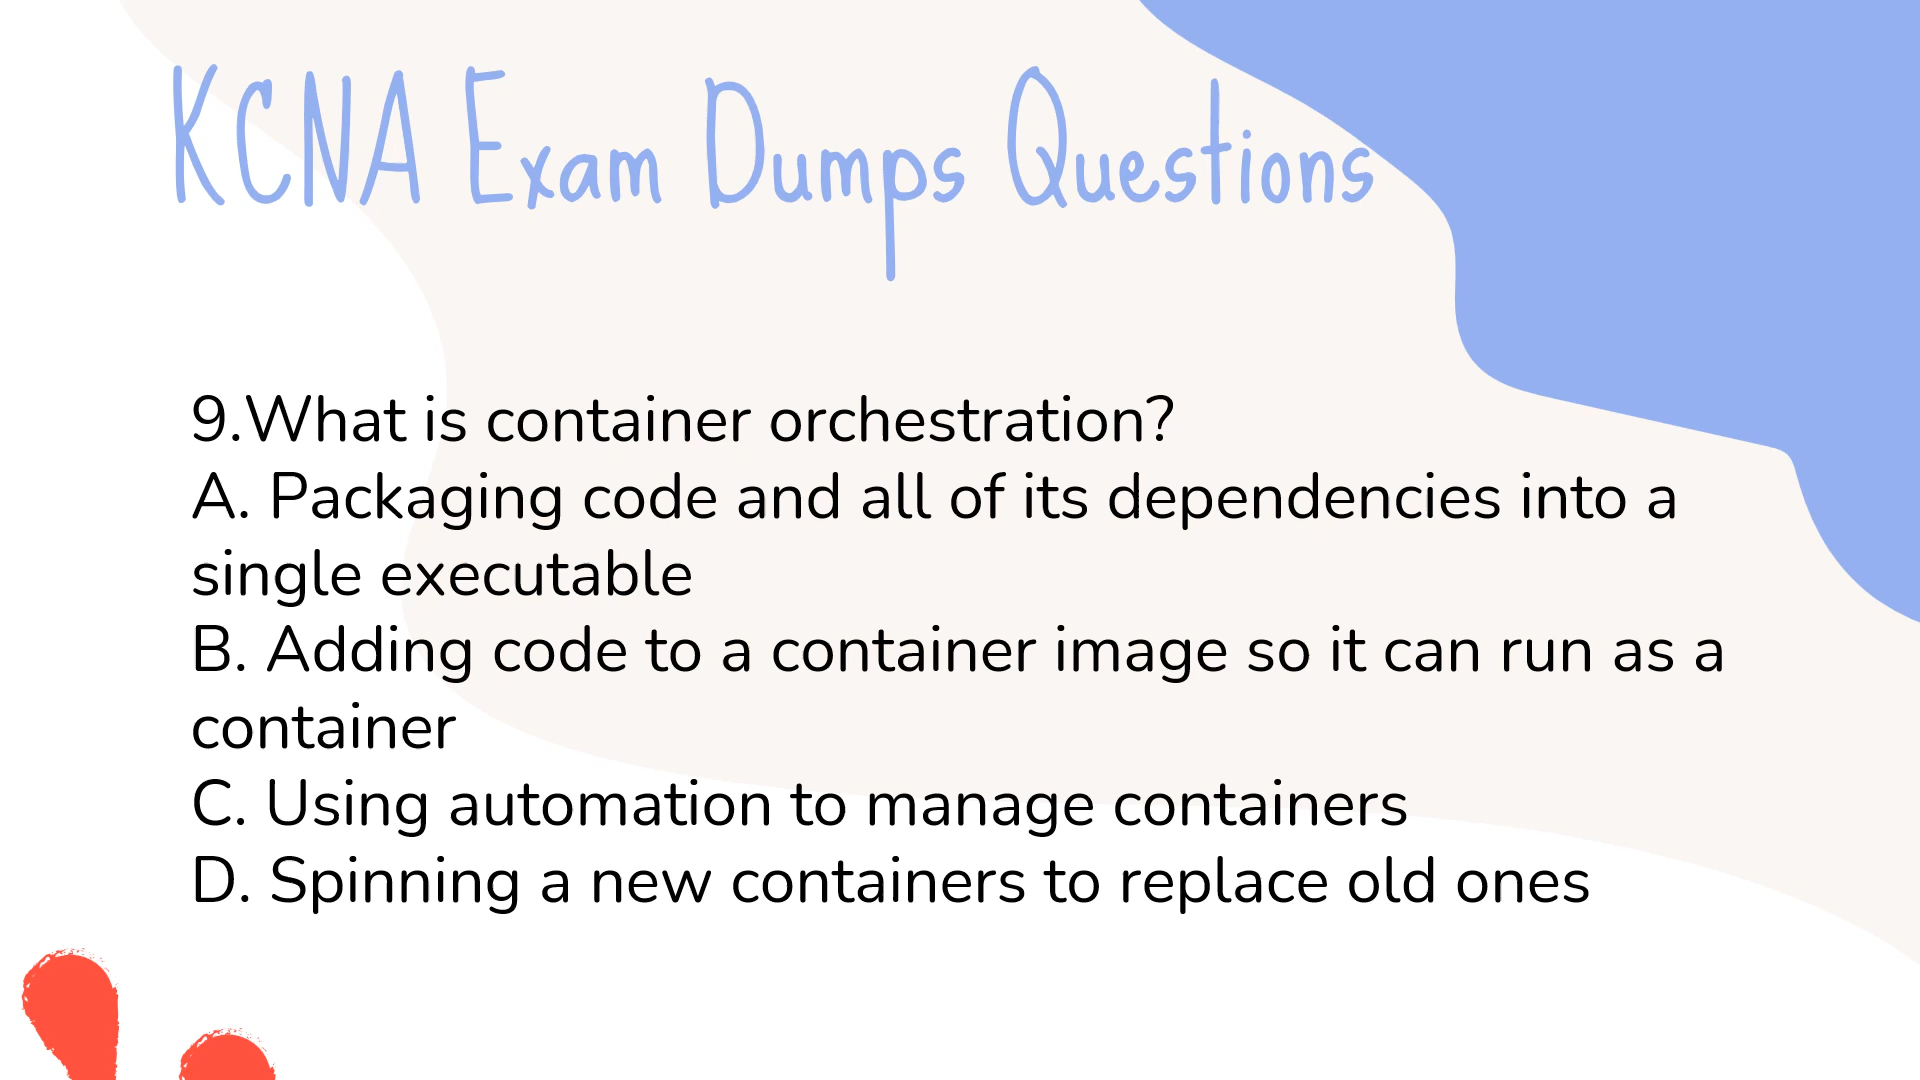 KCNA Exam Dumps Questions
9.What is container orchestration?
A. Packaging code and all of its dependencies into a
single executable
B. Adding code to a container image so it can run as a
container
C. Using automation to manage containers
D. Spinning a new containers to replace old ones